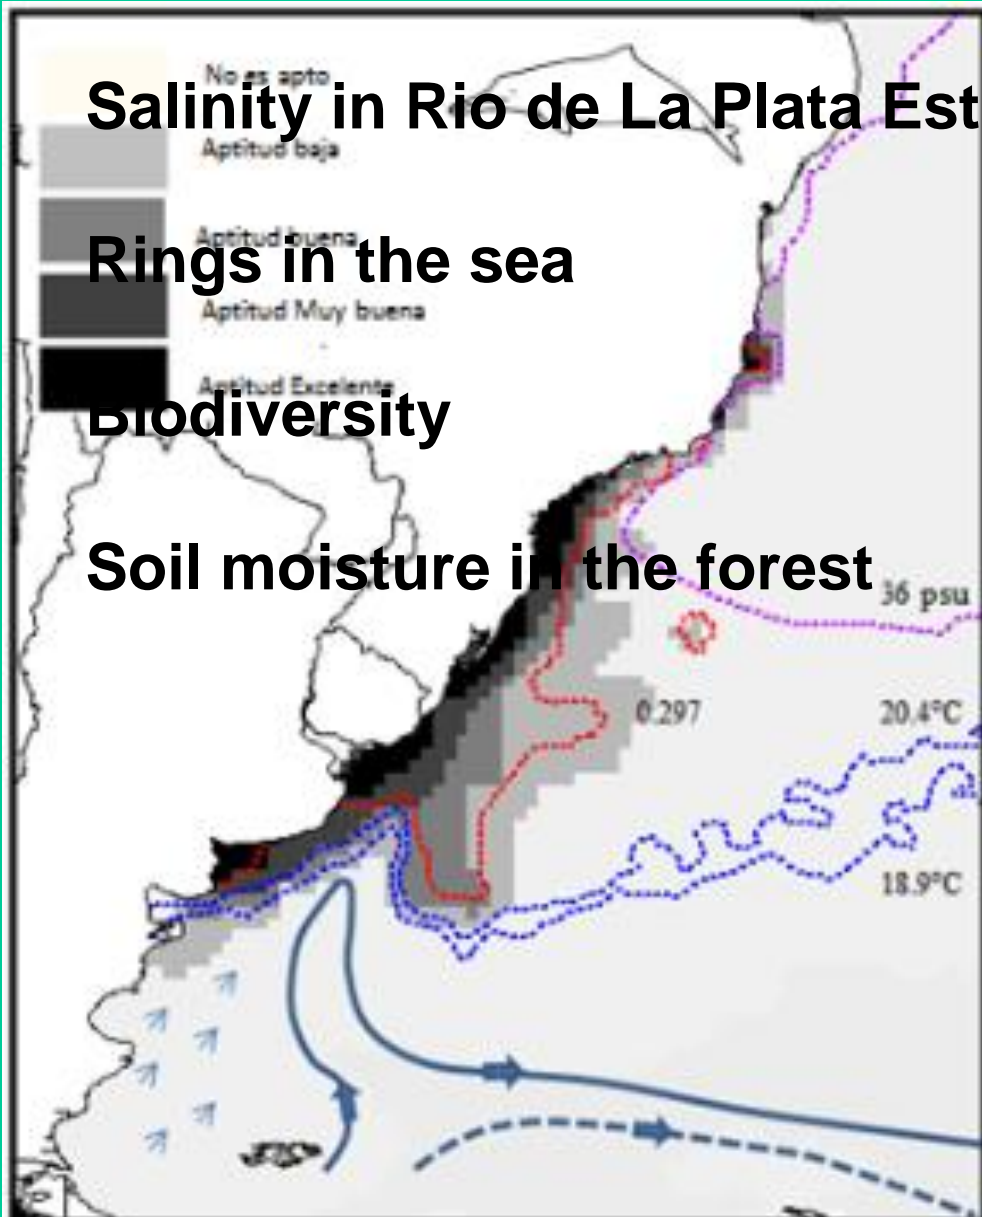 No es apto
Salinity in Rio de La Plata Est
Aptitud baja
Aptitud buena
Rings in the sea
Aptitud Muy buena
Aptitud Excelente
Biodiversity
Soil moisture in the forest
36 psu
0.297
20.4°C
18.9°C